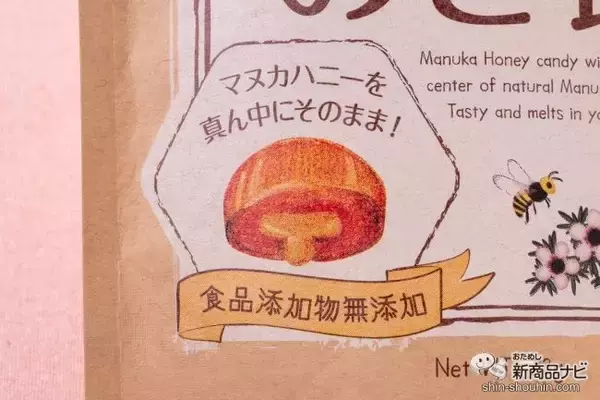 Manuka Honey candy wi
center of natural Manu
Tasty and melts in yo
マヌカハニーを
真ん中にそのまま!
食品添加物無添加
Net
おためし
新商品ナビ
shin-shouhin.com